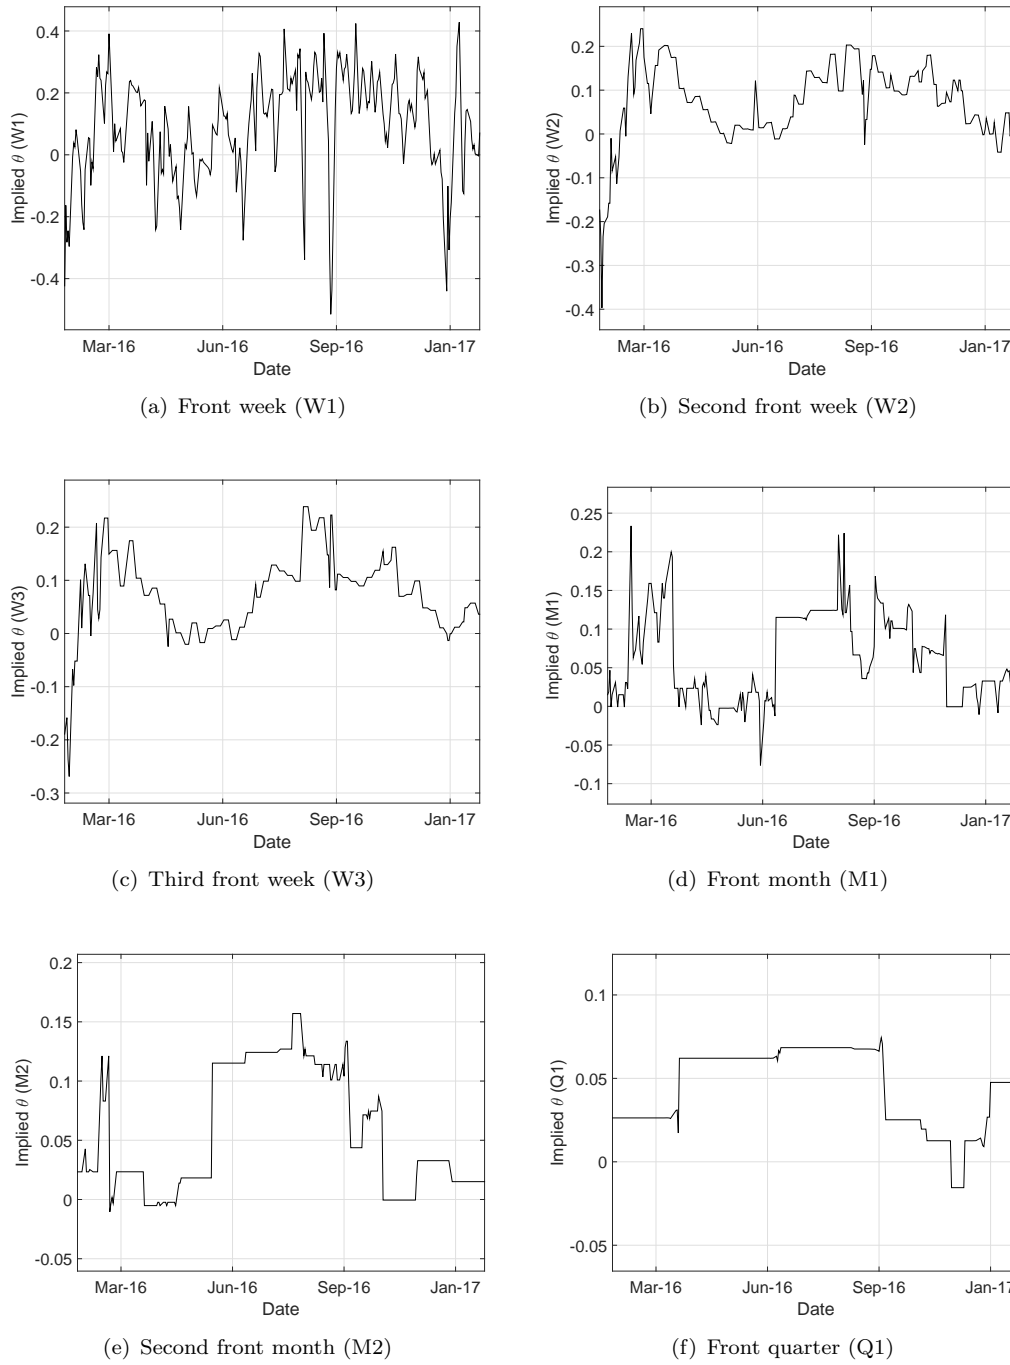 0.4
0.2
0
-0.2
-0.4
Implied θ (W1)
Mar-16 Jun-16 Sep-16 Jan-17
Date
(a) Front week (W1)
0.2
0.1
0
-0.1
-0.2
-0.3
-0.4
Implied θ (W2)
Mar-16 Jun-16 Sep-16 Jan-17
Date
(b) Second front week (W2)
0.2
0.1
0
-0.1
-0.2
-0.3
Implied θ (W3)
Mar-16 Jun-16 Sep-16 Jan-17
Date
(c) Third front week (W3)
0.25
0.2
0.15
0.1
0.05
0
-0.05
-0.1
Implied θ (M1)
Mar-16 Jun-16 Sep-16 Jan-17
Date
(d) Front month (M1)
0.2
0.15
0.1
0.05
0
-0.05
Implied θ (M2)
Mar-16 Jun-16 Sep-16 Jan-17
Date
(e) Second front month (M2)
0.1
0.05
0
-0.05
Implied θ (Q1)
Mar-16 Jun-16 Sep-16 Jan-17
Date
(f) Front quarter (Q1)